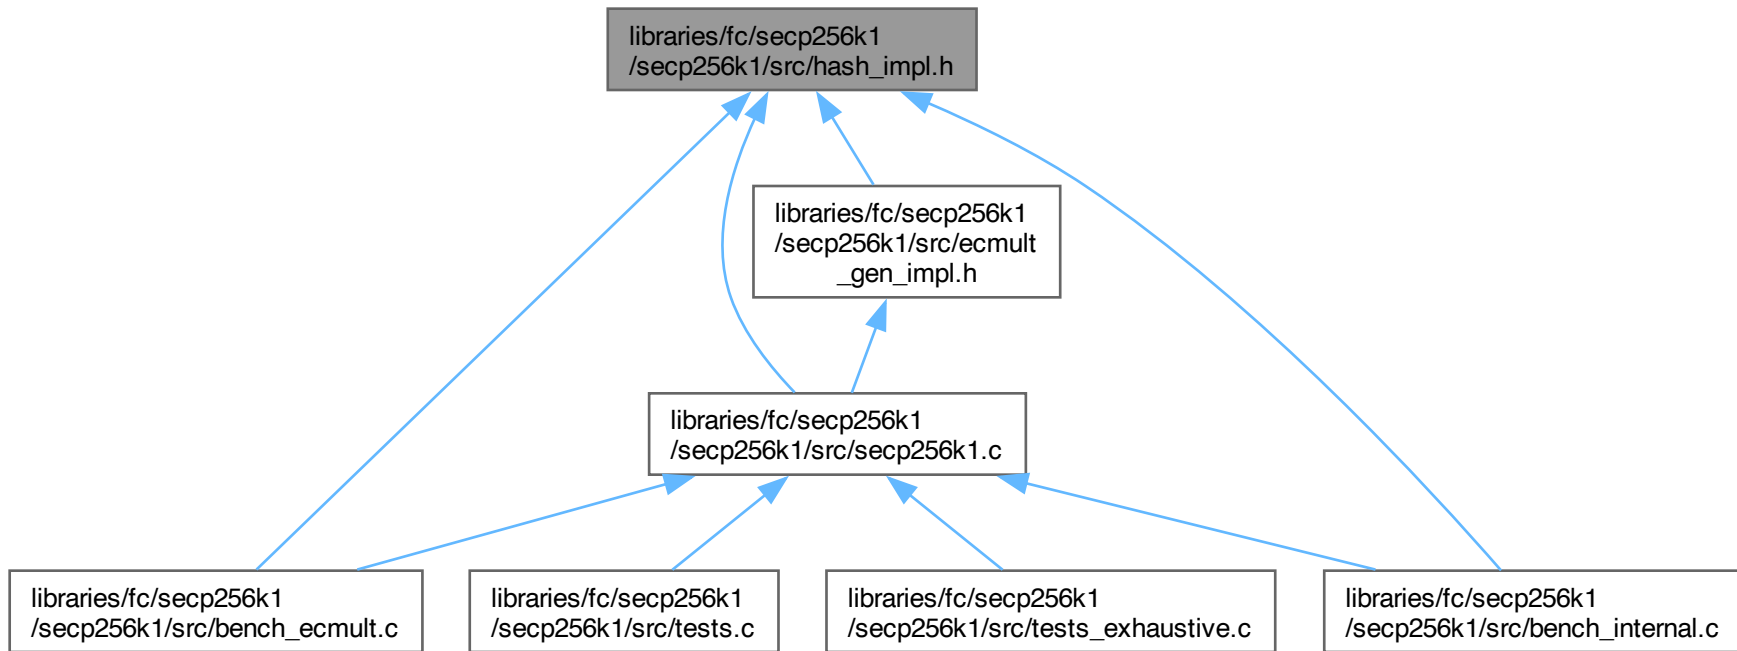 libraries/fc/secp256k1
/secp256k1/src/hash_impl.h
libraries/fc/secp256k1
/secp256k1/src/ecmult
_gen_impl.h
libraries/fc/secp256k1
/secp256k1/src/secp256k1.c
libraries/fc/secp256k1
/secp256k1/src/bench_ecmult.c
libraries/fc/secp256k1
/secp256k1/src/tests.c
libraries/fc/secp256k1
/secp256k1/src/tests_exhaustive.c
libraries/fc/secp256k1
/secp256k1/src/bench_internal.c